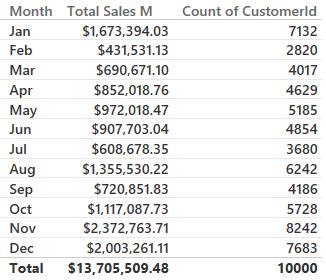 Month Total Sales M Count of CustomerId
Jan $1,673,394.03 7132
Feb $431,531.13 2820
Mar $690,671.10 4017
Apr $852,018.76 4629
May $972,018.47 5185
Jun $907,703.04 4854
Jul $608,678.35 3680
Aug $1,355,530.22 6242
Sep $720,851.83 4186
Oct $1,117,087.73 5728
Nov $2,372,763.71 8242
Dec $2,003,261.11 7683
Total $13,705,509.48 10000